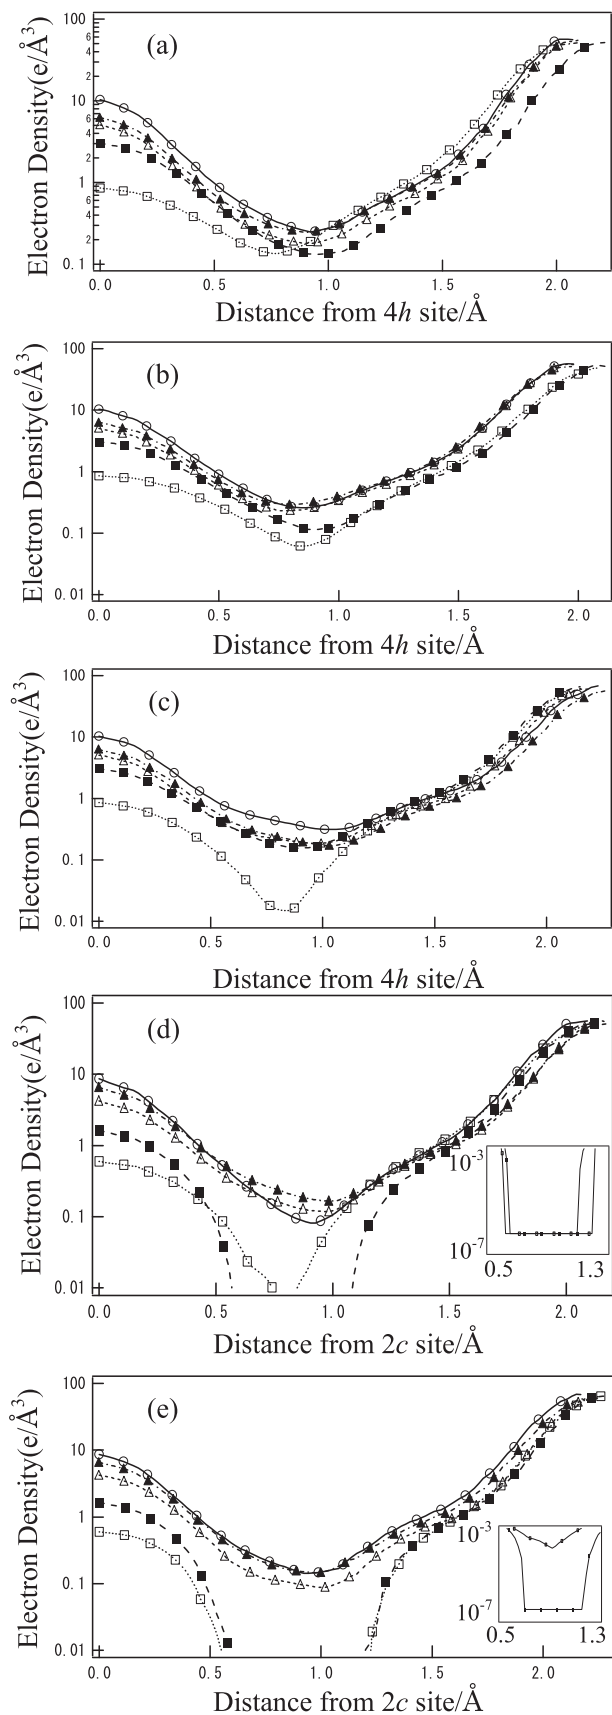 (a)
Electron Density(e/Å³)
100
6
4
2
10
6
4
2
1
6
4
2
0.1
0.0 0.5 1.0 1.5 2.0
Distance from 4h site/Å
(b)
Electron Density(e/Å³)
100
10
1
0.1
0.01
0.0 0.5 1.0 1.5 2.0
Distance from 4h site/Å
(c)
Electron Density(e/Å³)
100
10
1
0.1
0.01
0.0 0.5 1.0 1.5 2.0
Distance from 4h site/Å
(d)
Electron Density(e/Å³)
100
10
1
0.1
0.01
10⁻³
10⁻⁷
0.5 1.3
0.0 0.5 1.0 1.5 2.0
Distance from 2c site/Å
(e)
Electron Density(e/Å³)
100
10
1
0.1
0.01
10⁻³
10⁻⁷
0.5 1.3
0.0 0.5 1.0 1.5 2.0
Distance from 2c site/Å